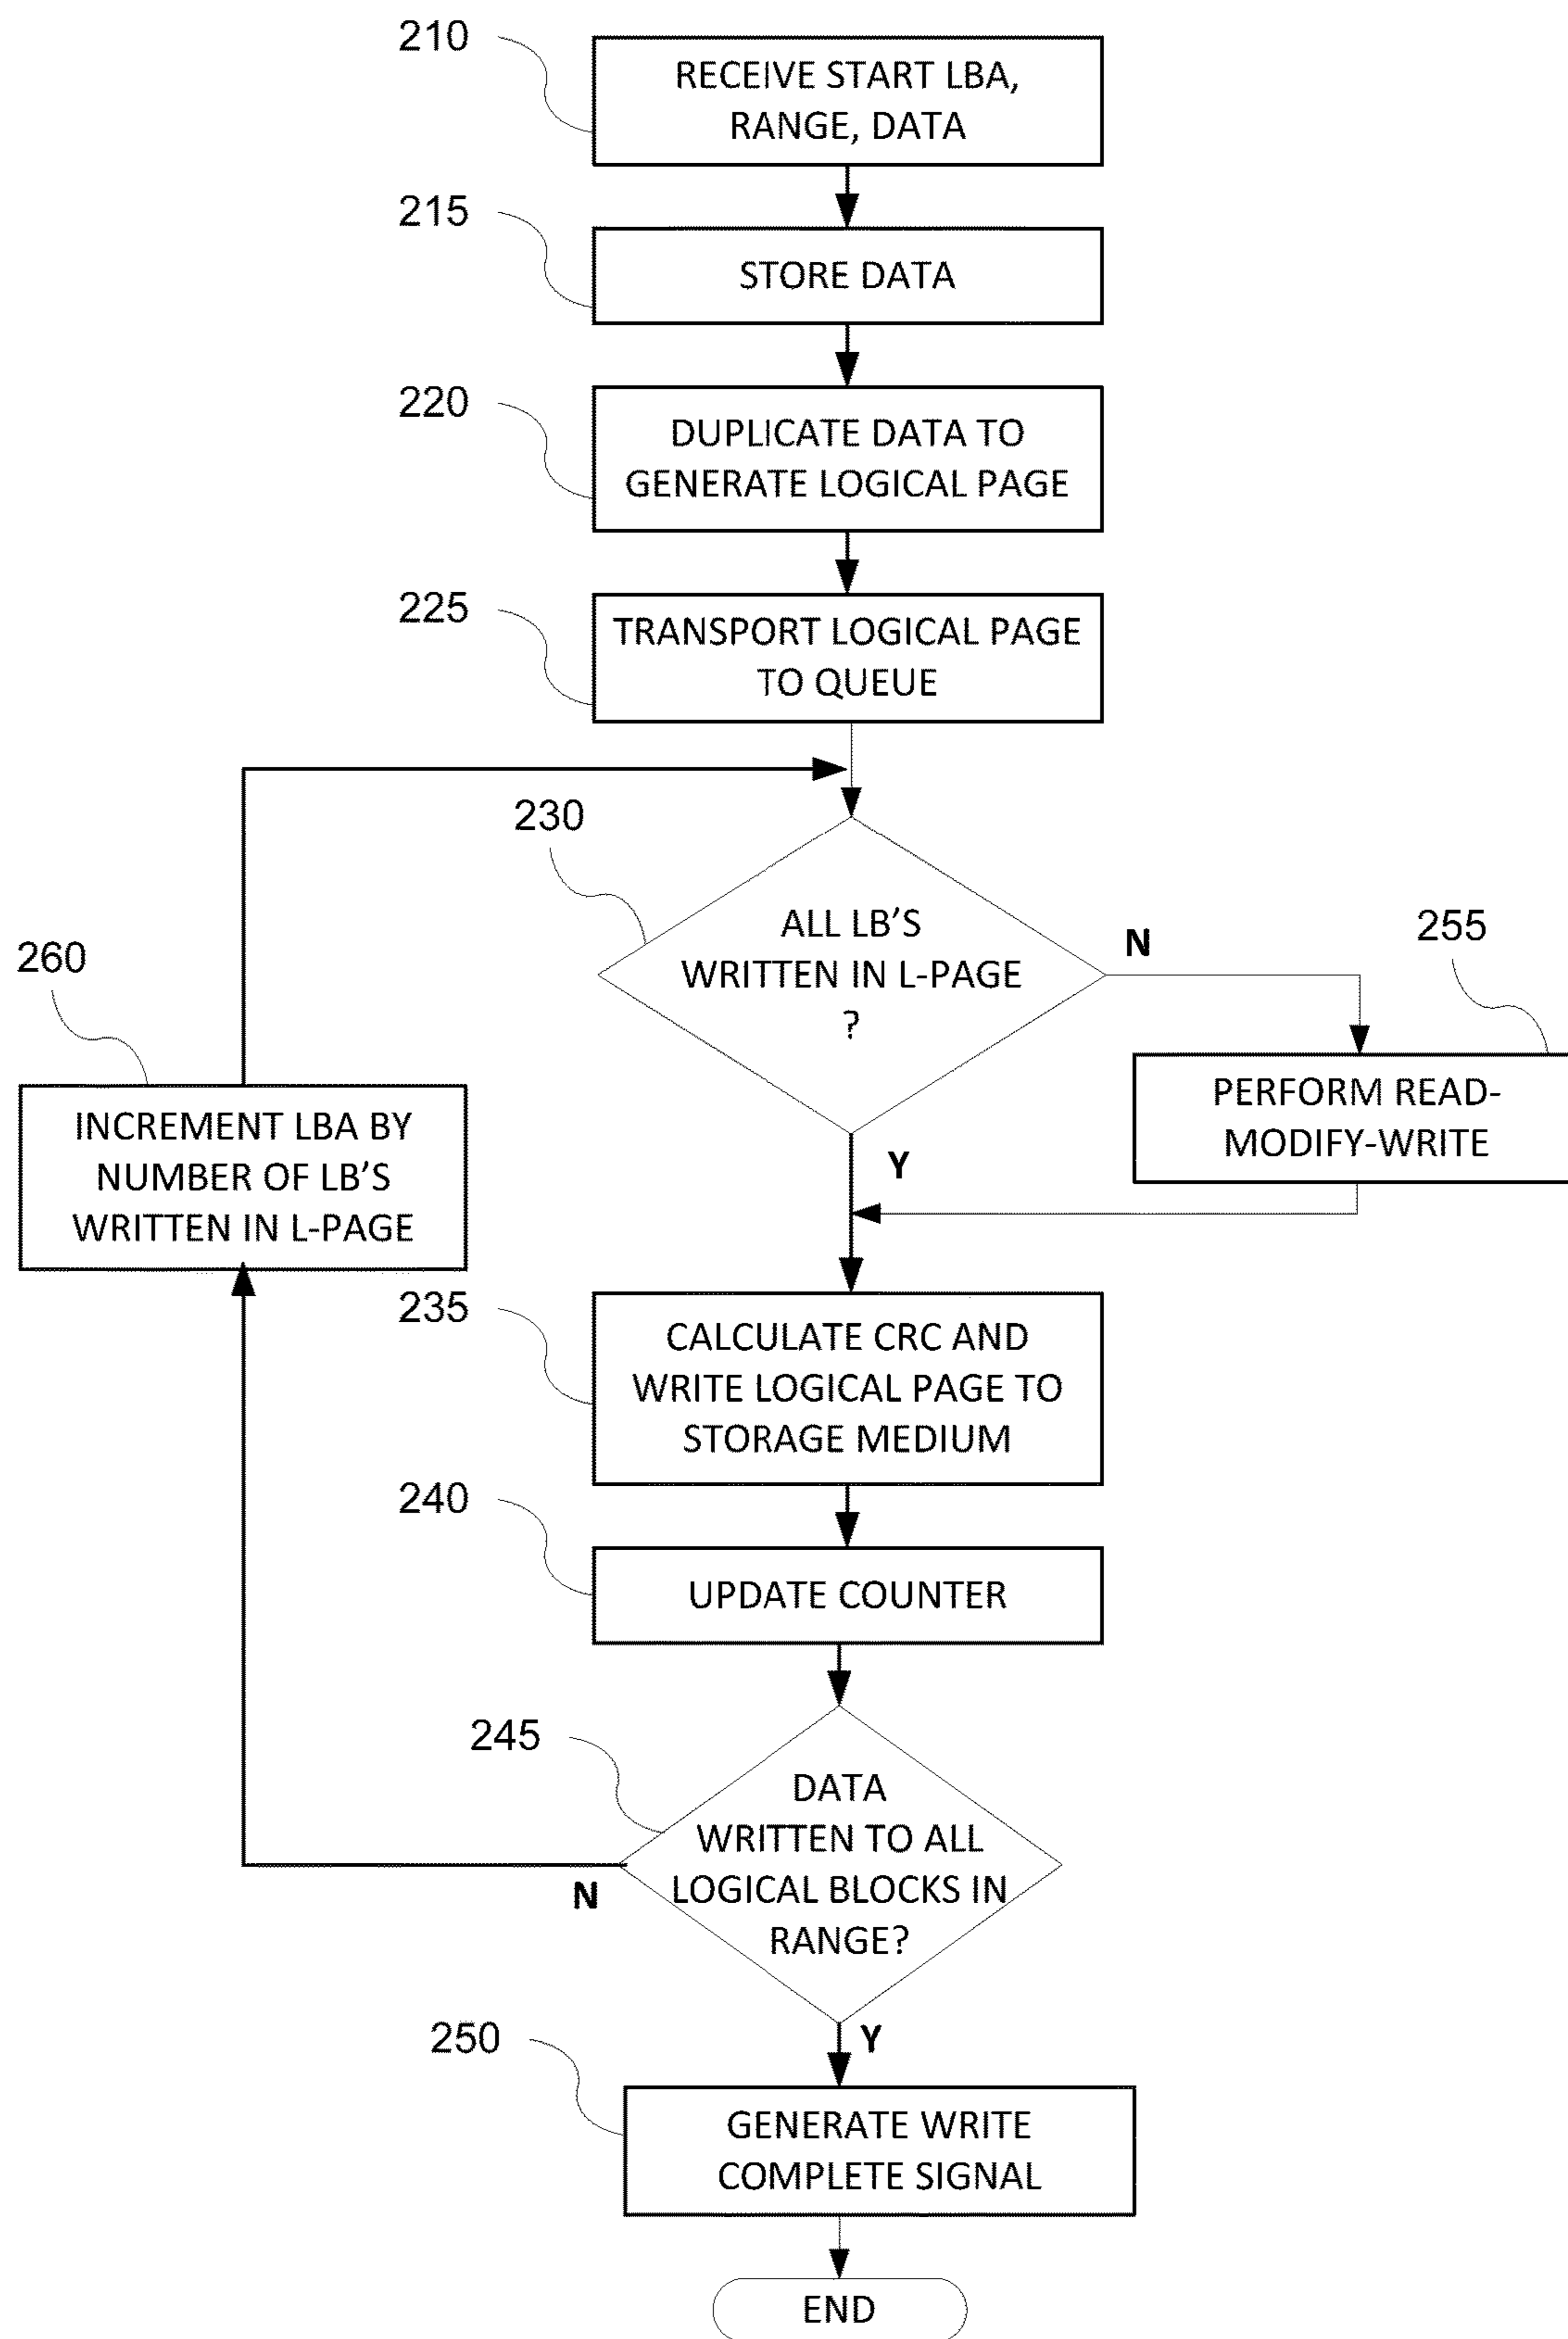 210
RECEIVE START LBA,
RANGE, DATA
215
STORE DATA
220
DUPLICATE DATA TO
GENERATE LOGICAL PAGE
225
TRANSPORT LOGICAL PAGE
TO QUEUE
230
ALL LB'S
WRITTEN IN L-PAGE
?
N
255
PERFORM READ-
MODIFY-WRITE
Y
260
INCREMENT LBA BY
NUMBER OF LB'S
WRITTEN IN L-PAGE
235
CALCULATE CRC AND
WRITE LOGICAL PAGE TO
STORAGE MEDIUM
240
UPDATE COUNTER
245
DATA
WRITTEN TO ALL
LOGICAL BLOCKS IN
RANGE?
N
Y
250
GENERATE WRITE
COMPLETE SIGNAL
END